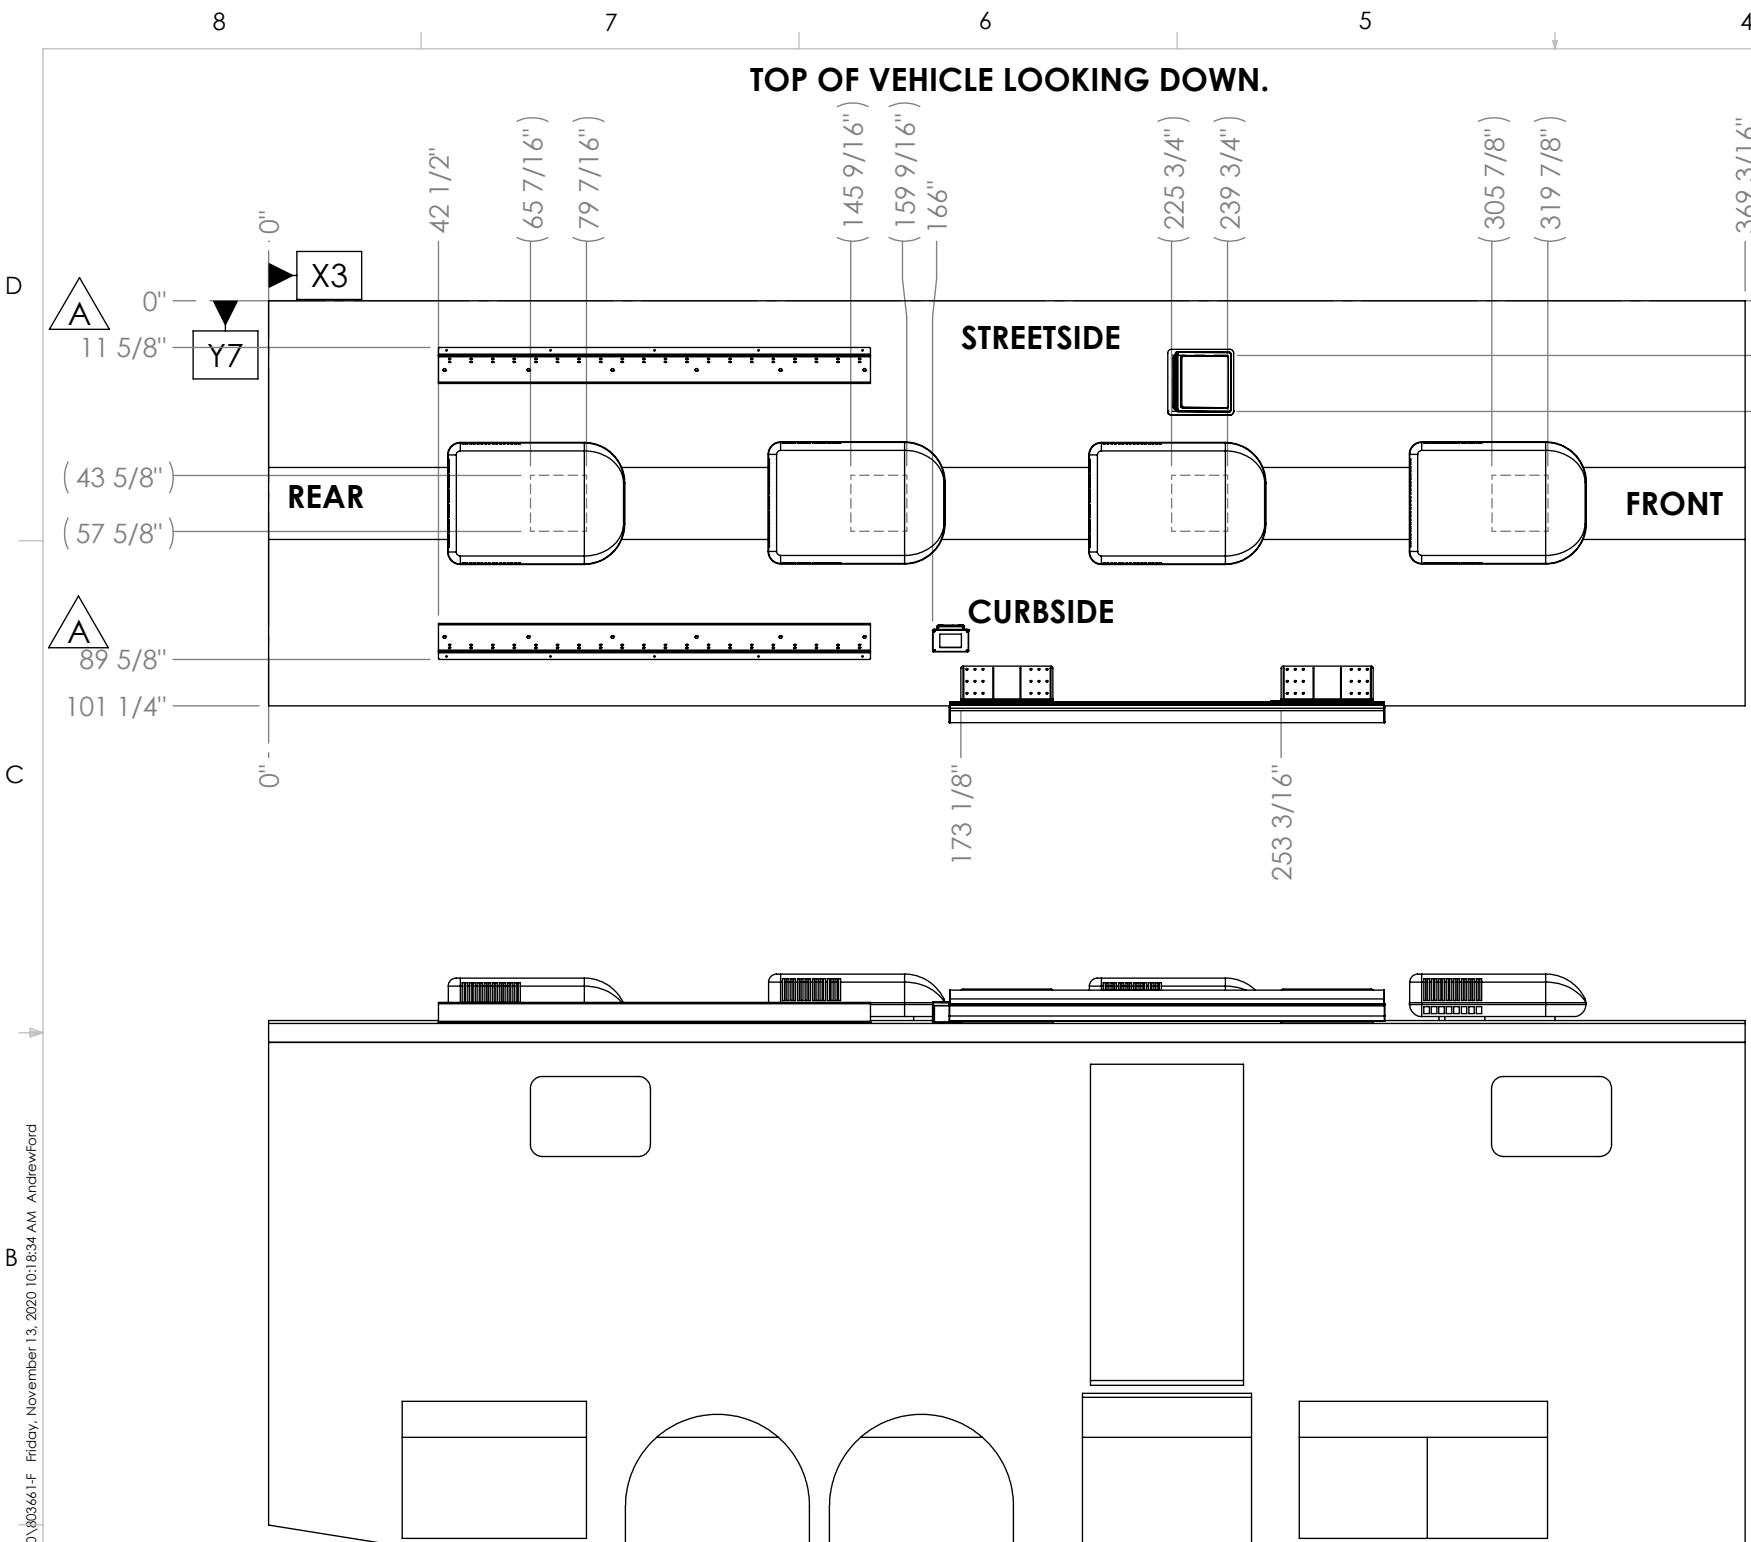 8 7 6 5 4
TOP OF VEHICLE LOOKING DOWN.
0"
42 1/2"
(65 7/16")
(79 7/16")
(145 9/16")
(159 9/16")
166"
(225 3/4")
(239 3/4")
(305 7/8")
(319 7/8")
369 3/16"
X3
D
A
0"
11 5/8"
Y7
STREETSIDE
(43 5/8")
(57 5/8")
REAR
FRONT
CURBSIDE
A
89 5/8"
101 1/4"
C
0"
173 1/8"
253 3/16"
B
0\803661-F Friday, November 13, 2020 10:18:34 AM AndrewFord